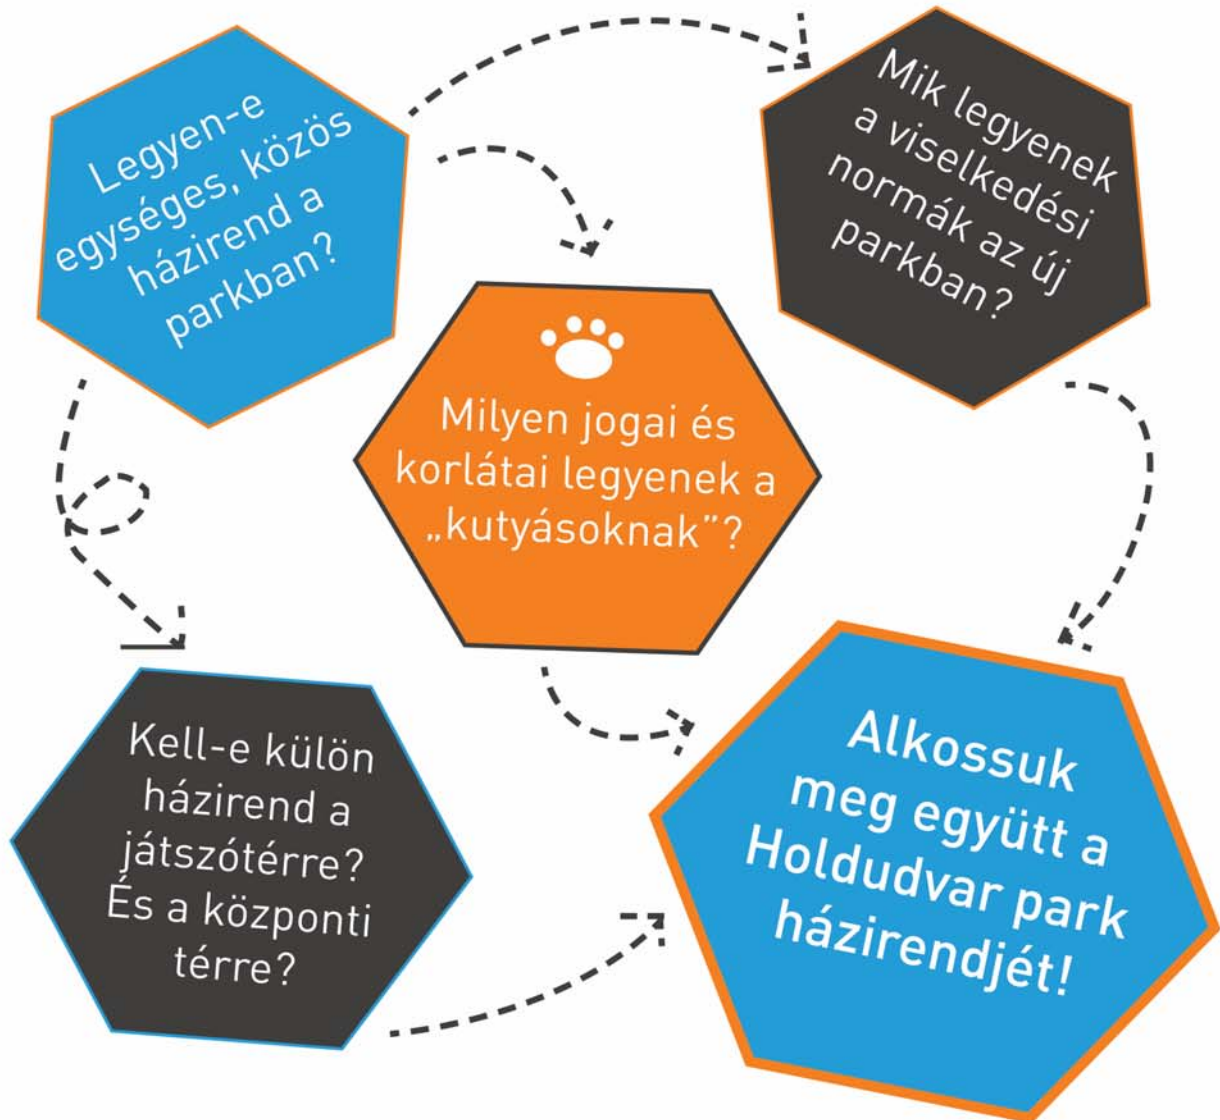 Legyen-e
egységes, közös
házirend a
parkban?
Mik legyenek
a viselkedési
normák az új
parkban?
Milyen jogai és
korlátai legyenek a
„kutyásoknak”?
Kell-e külön
házirend a
játszótérre?
És a központi
térre?
Alkossuk
meg együtt a
Holdudvar park
házirendjét!